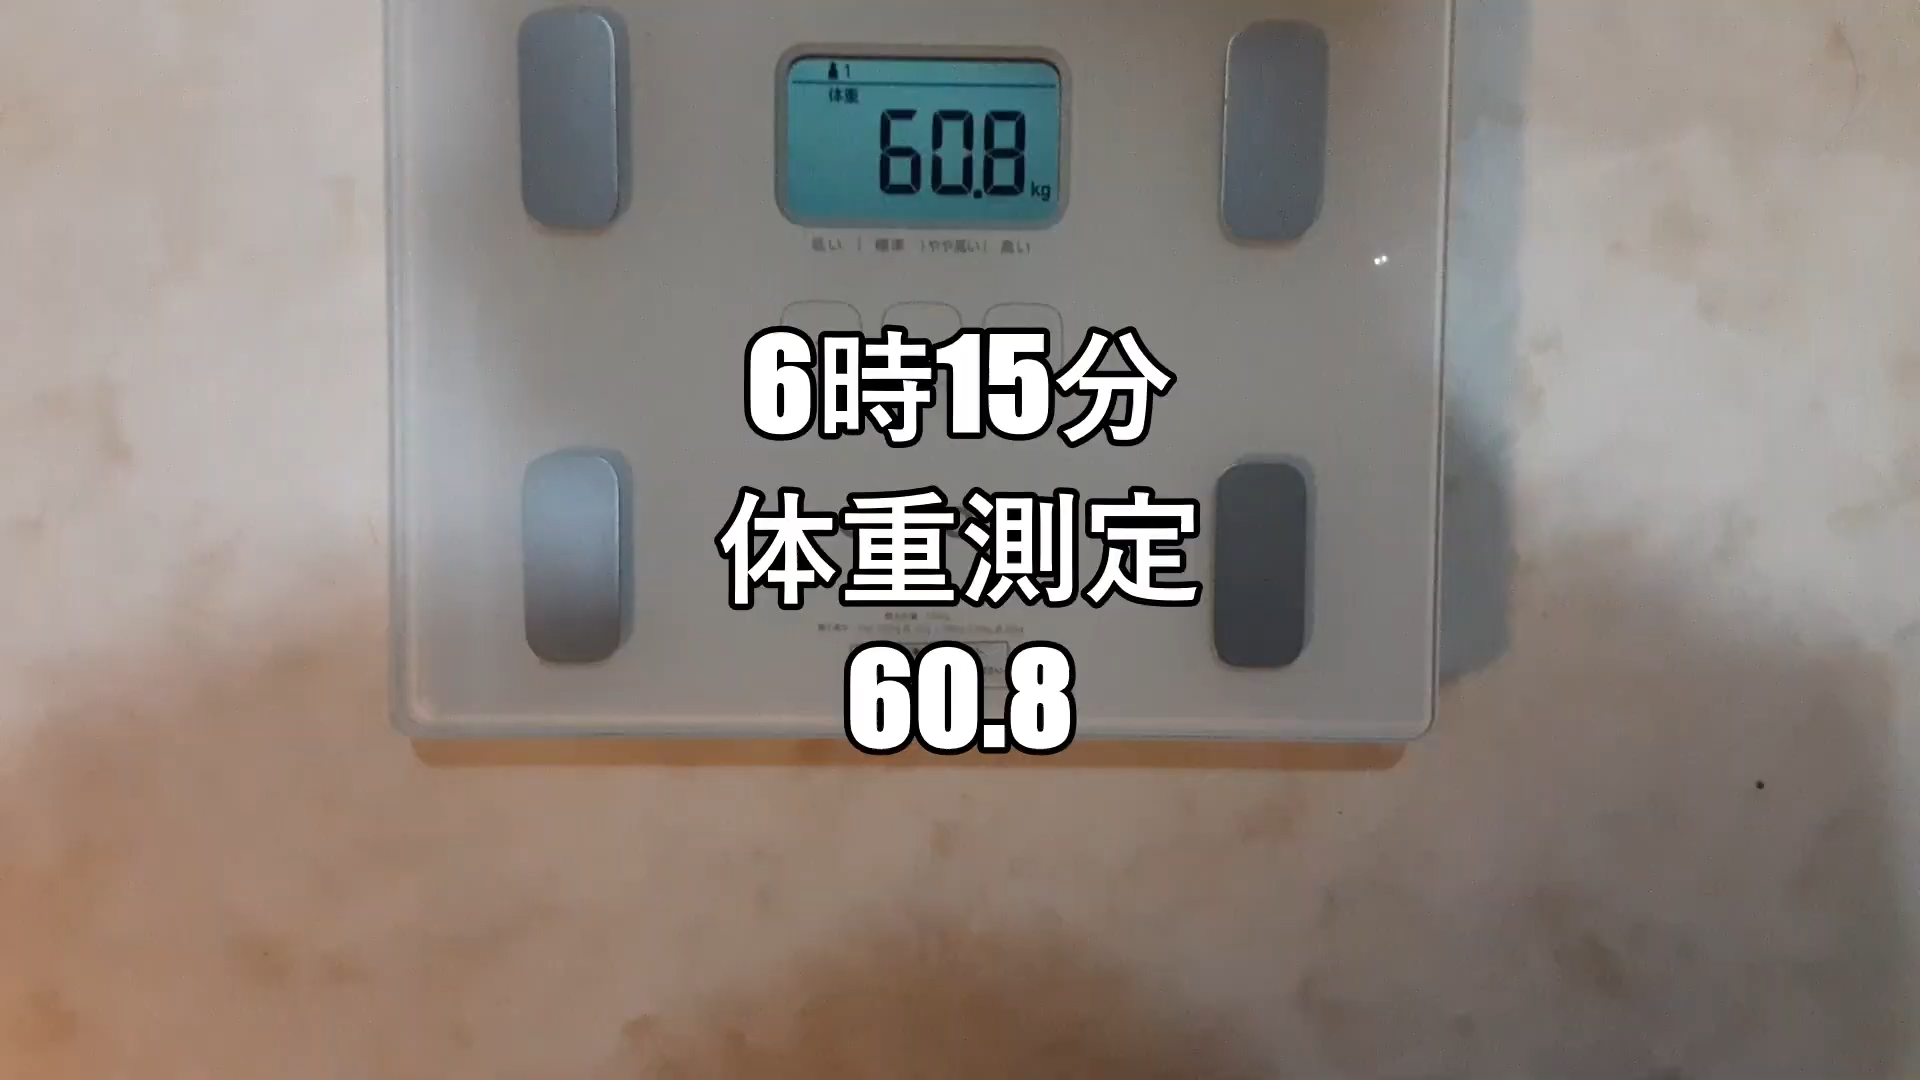 1
体重
60.8
kg
低い | 標準 | やや高い | 高い
6時15分
体重測定
60.8